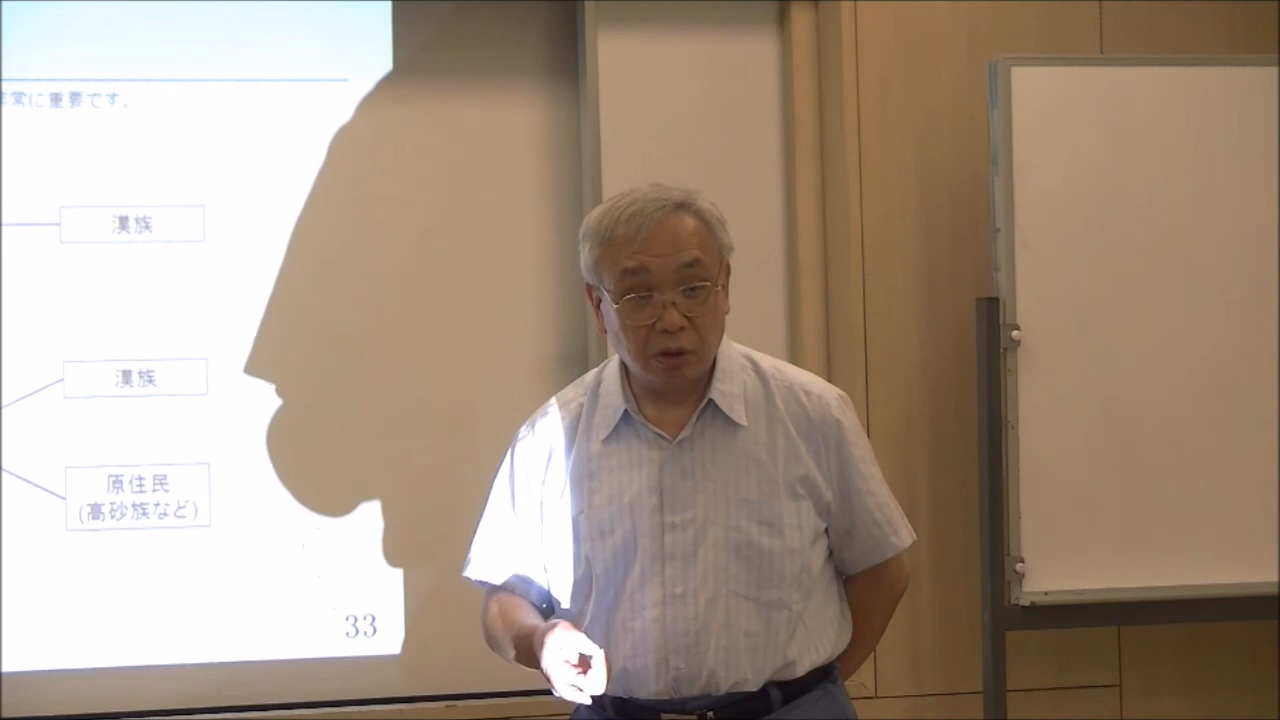 常に重要です。
漢族
漢族
原住民
(高砂族など)
33